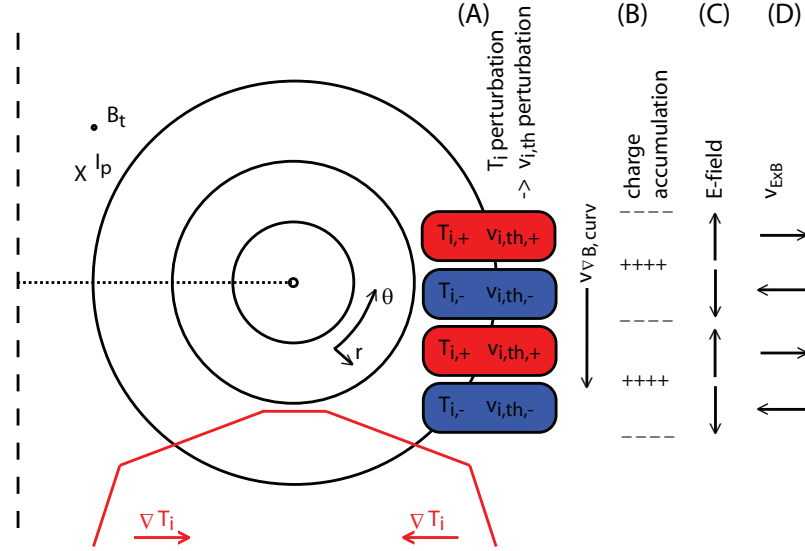 (A)
(B)
(C)
(D)
T_i perturbation
-> v_i,th perturbation
charge
accumulation
E-field
v_ExB
B_t
X I_p
v_∇B,curv
T_i,+ v_i,th,+
T_i,- v_i,th,-
T_i,+ v_i,th,+
T_i,- v_i,th,-
----
++++
----
++++
----
θ
r
∇T_i
∇T_i